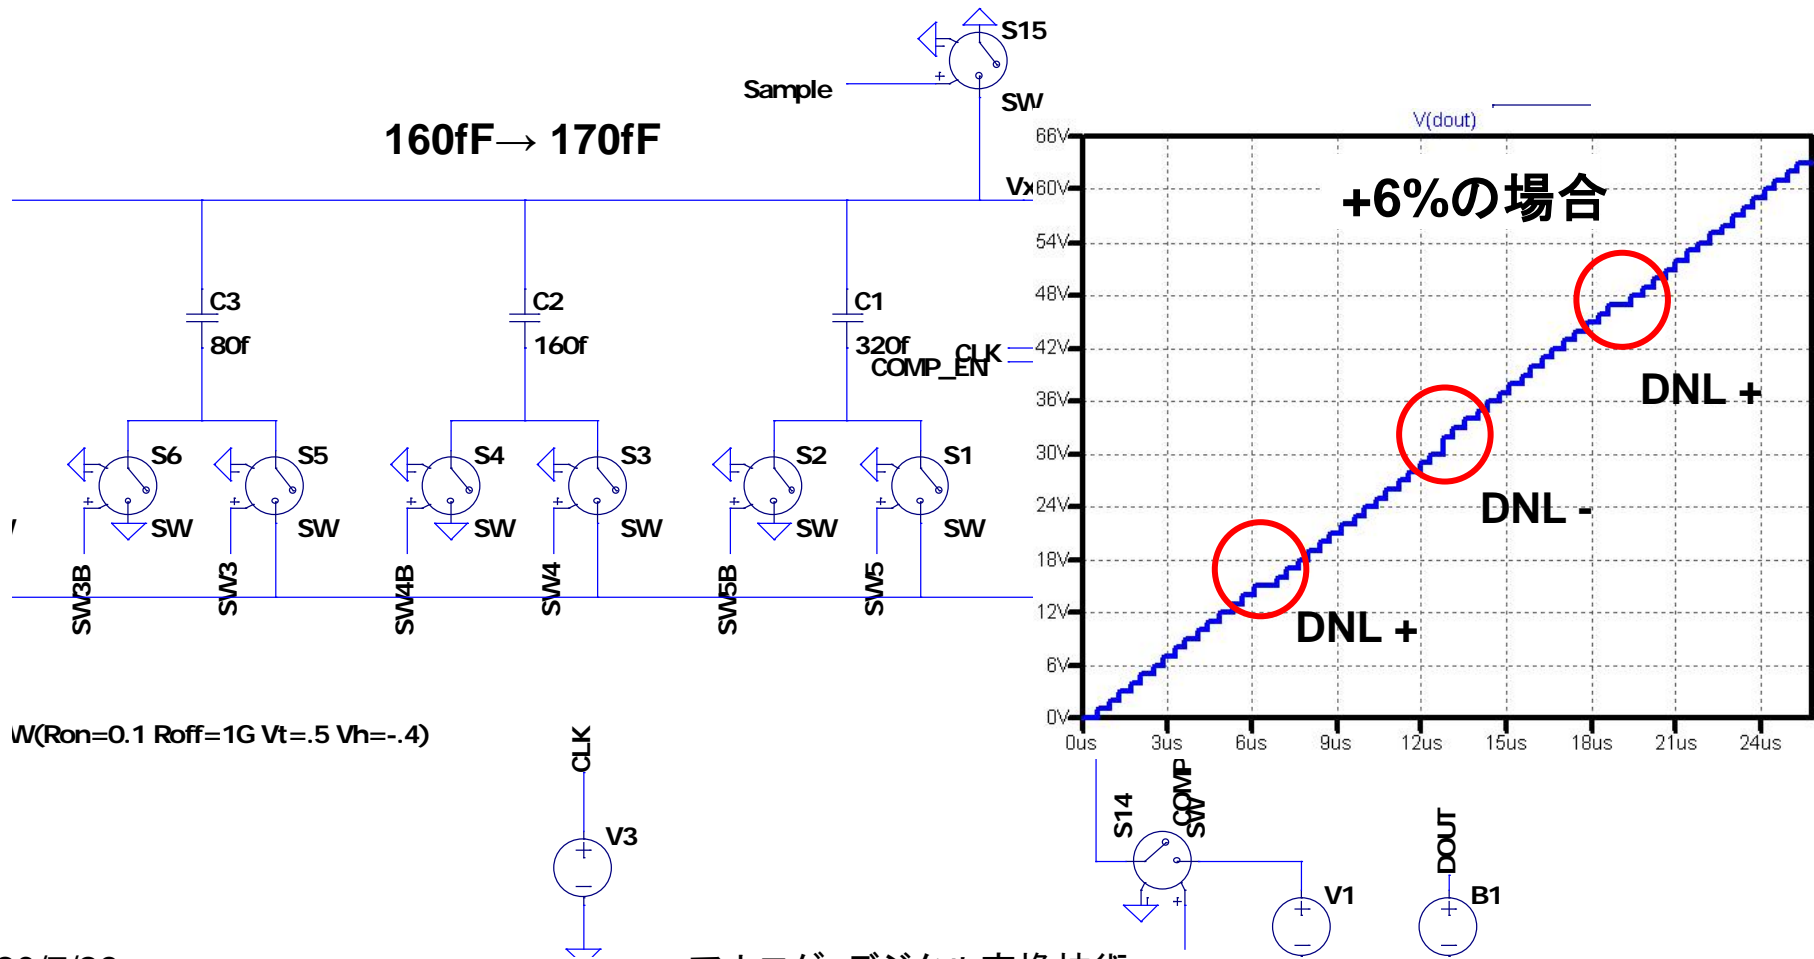 S15
Sample
SW
160fF→ 170fF
Vx
C3
80f
C2
160f
C1
320f
CLK
COMP_EN
S6
S5
S4
S3
S2
S1
SW
SW
SW
SW
SW
SW
SW3B
SW3
SW4B
SW4
SW5B
SW5
W(Ron=0.1 Roff=1G Vt=.5 Vh=-.4)
CLK
V3
V(dout)
66V
60V
54V
48V
42V
36V
30V
24V
18V
12V
6V
0V
0us
3us
6us
9us
12us
15us
18us
21us
24us
+6%の場合
DNL +
DNL -
DNL +
S14
COMP
SW
V1
DOUT
B1